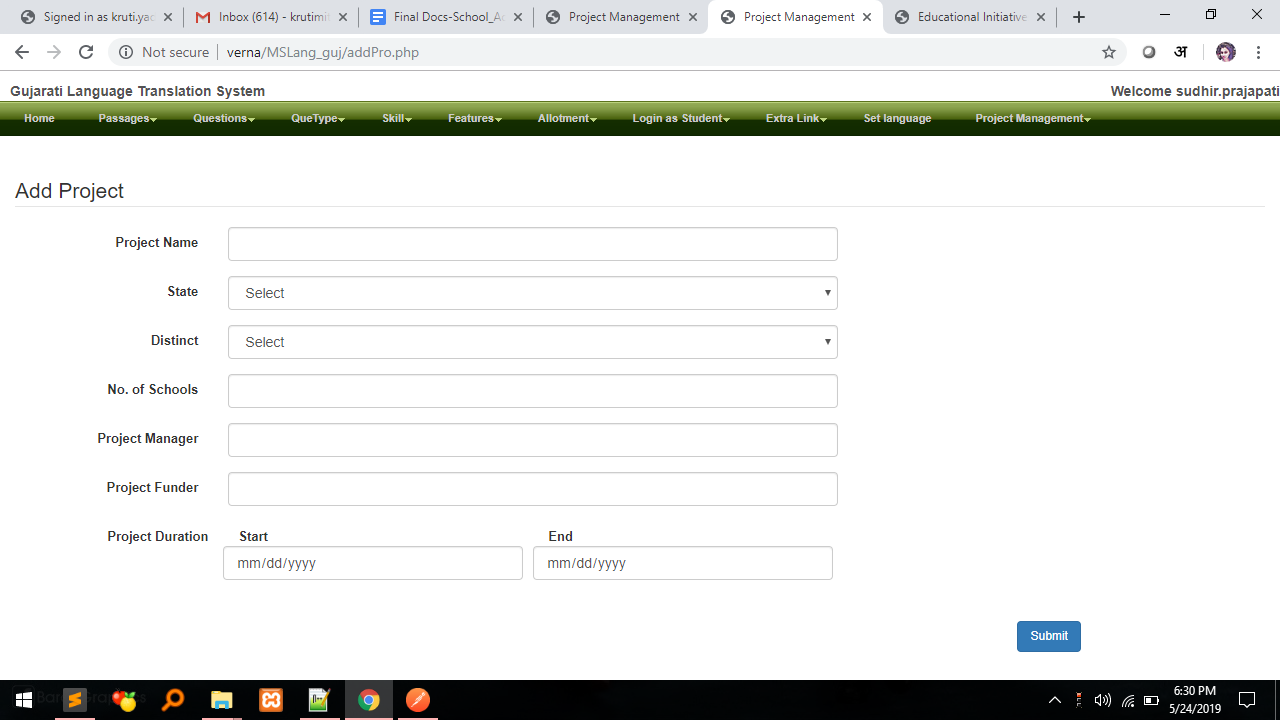 Signed in as kruti.yad
Inbox (614) - krutimit
Final Docs-School_A
Project Management
Project Management
Educational Initiative
Not secure
verna/MSLang_guj/addPro.php
अ
Gujarati Language Translation System
Welcome sudhir.prajapati
Home Passages Questions QueType Skill Features Allotment Login as Student Extra Link Set language Project Management
Add Project
Project Name
State Select
Distinct Select
No. of Schools
Project Manager
Project Funder
Project Duration Start End
mm/dd/yyyy mm/dd/yyyy
Submit
6:30 PM
5/24/2019